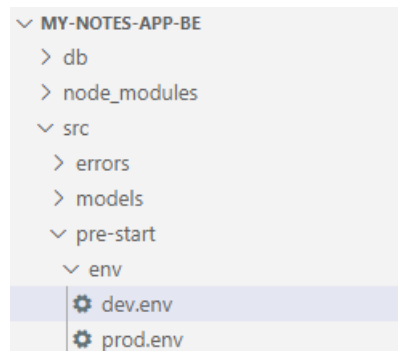 MY-NOTES-APP-BE
db
node_modules
src
errors
models
pre-start
env
dev.env
prod.env